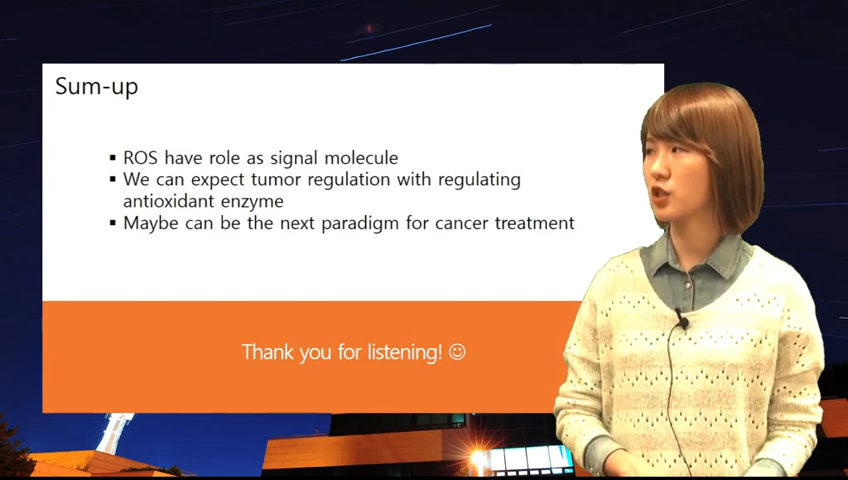 Sum-up
▪ ROS have role as signal molecule
▪ We can expect tumor regulation with regulating
antioxidant enzyme
▪ Maybe can be the next paradigm for cancer treatment
Thank you for listening! ☺